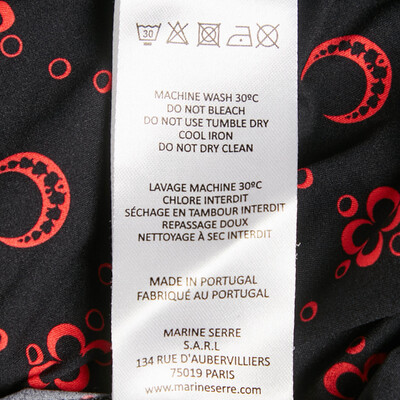 30
MACHINE WASH 30ºC
DO NOT BLEACH
DO NOT USE TUMBLE DRY
COOL IRON
DO NOT DRY CLEAN
LAVAGE MACHINE 30ºC
CHLORE INTERDIT
SÉCHAGE EN TAMBOUR INTERDIT
REPASSAGE DOUX
NETTOYAGE À SEC INTERDIT
MADE IN PORTUGAL
FABRIQUÉ AU PORTUGAL
MARINE SERRE
S.A.R.L
134 RUE D'AUBERVILLIERS
75019 PARIS
www.marineserre.com